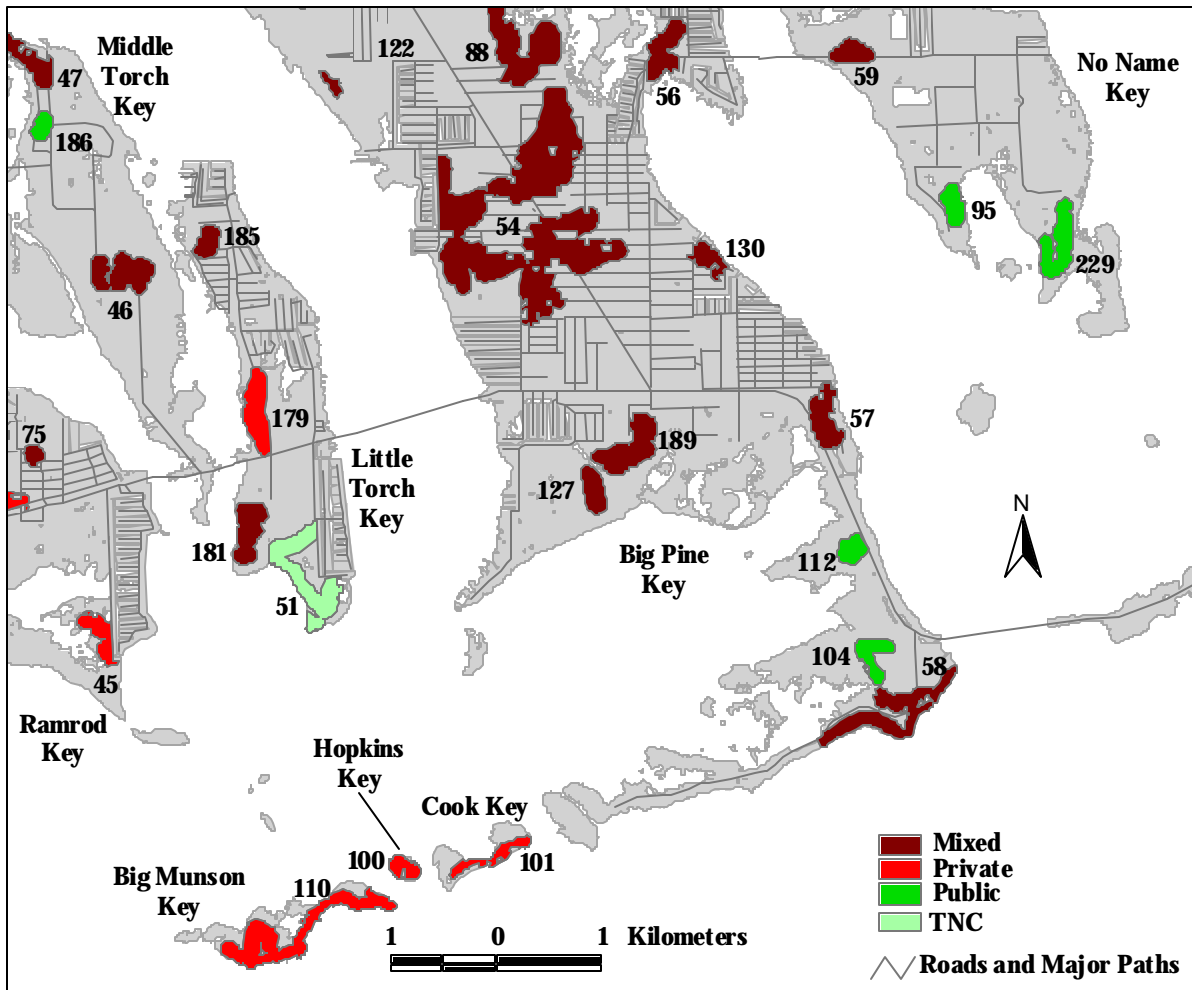 Middle
Torch
Key
47
122
88
56
59
No Name
Key
186
95
185
54
130
229
46
179
57
75
189
Little
Torch
Key
127
N
181
Big Pine
Key
112
51
104
58
45
Ramrod
Key
Hopkins
Key
Cook Key
100
101
Big Munson
Key
110
1 0 1 Kilometers
Mixed
Private
Public
TNC
Roads and Major Paths